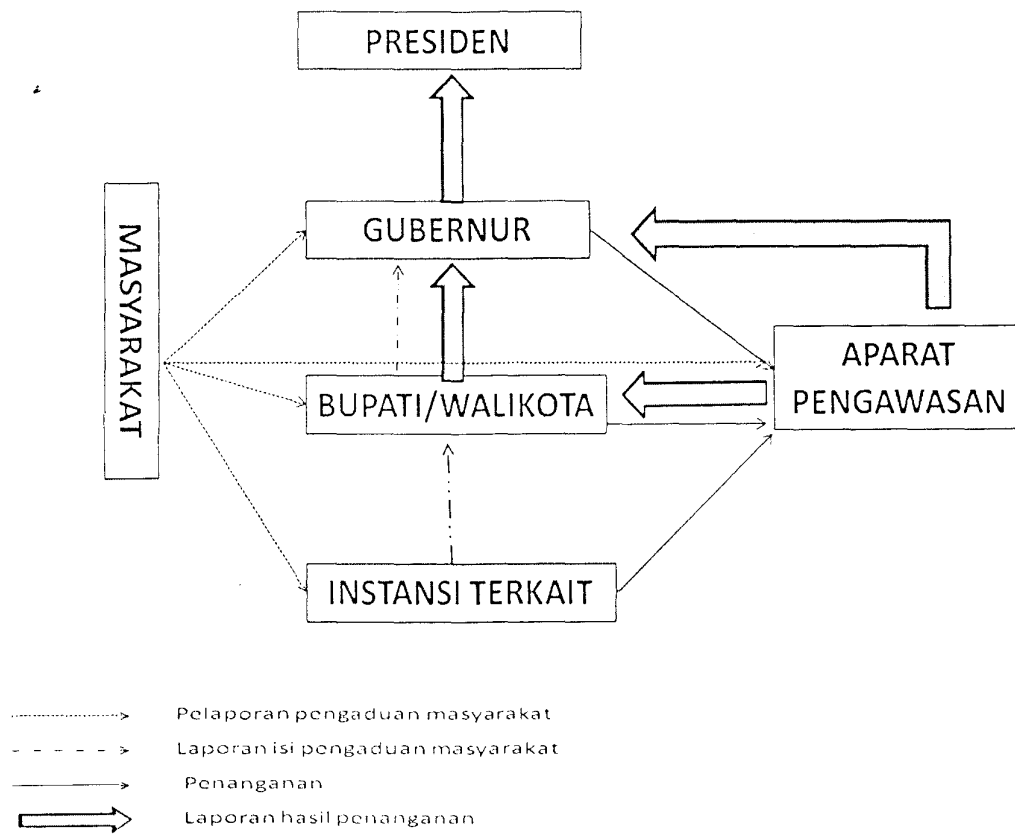 PRESIDEN
GUBERNUR
MASYARAKAT
APARAT
PENGAWASAN
BUPATI/WALIKOTA
INSTANSI TERKAIT
Pelaporan pengaduan masyarakat
Laporan isi pengaduan masyarakat
Penanganan
Laporan hasil penanganan